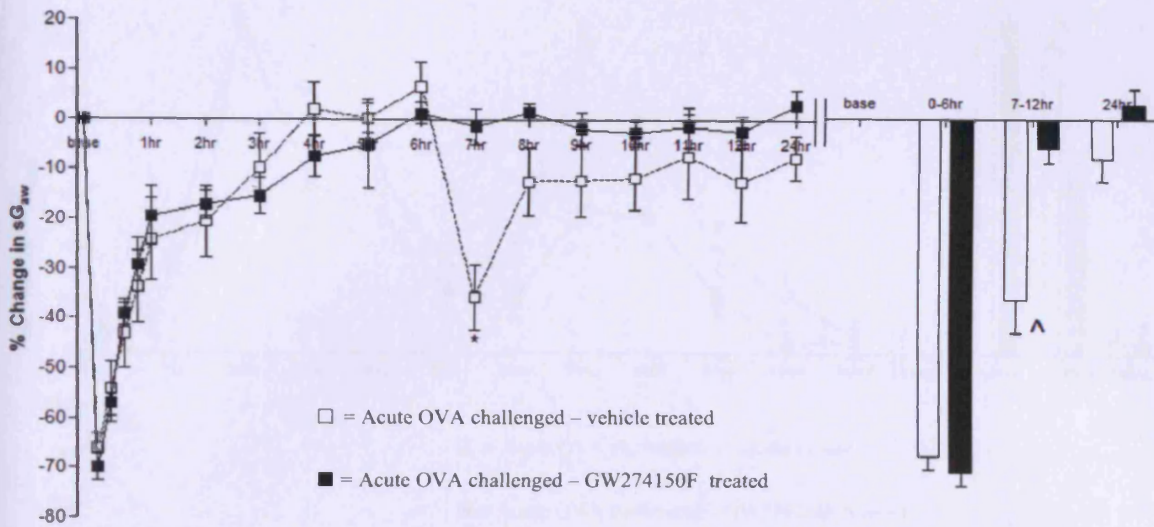 20
10
0
-10
-20
-30
-40
-50
-60
-70
-80
% Change in sGaw
base 1hr 2hr 3hr 4hr 5hr 6hr 7hr 8hr 9hr 10hr 11hr 12hr 24hr
base 0-6hr 7-12hr 24hr
*
^
□ = Acute OVA challenged – vehicle treated
■ = Acute OVA challenged – GW274150F treated